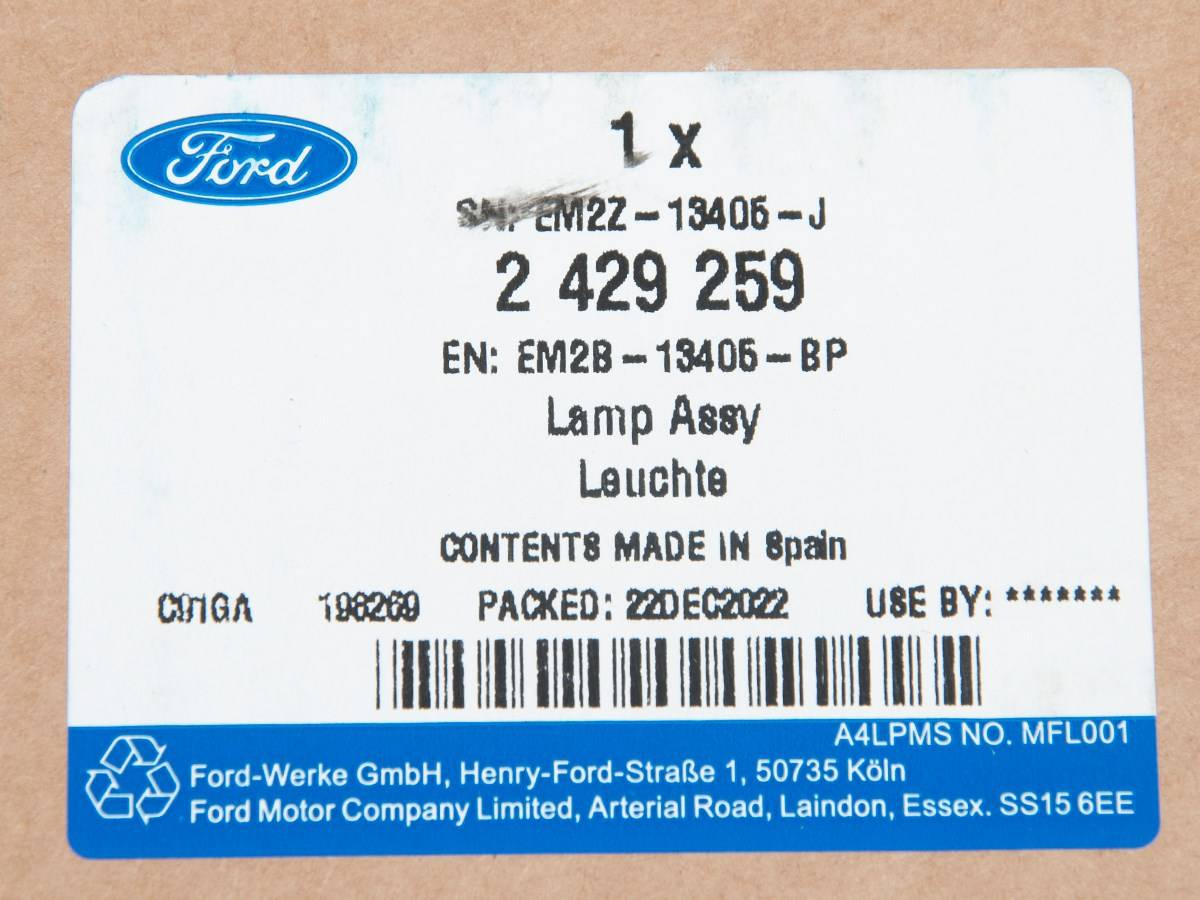 Ford
1 x
SN: EM2Z-13405-J
2 429 259
EN: EM2B-13405-BP
Lamp Assy
Leuchte
CONTENTS MADE IN Spain
C91GA 198269 PACKED: 22DEC2022 USE BY: *******
A4LPMS NO. MFL001
Ford-Werke GmbH, Henry-Ford-Straße 1, 50735 Köln
Ford Motor Company Limited, Arterial Road, Laindon, Essex. SS15 6EE